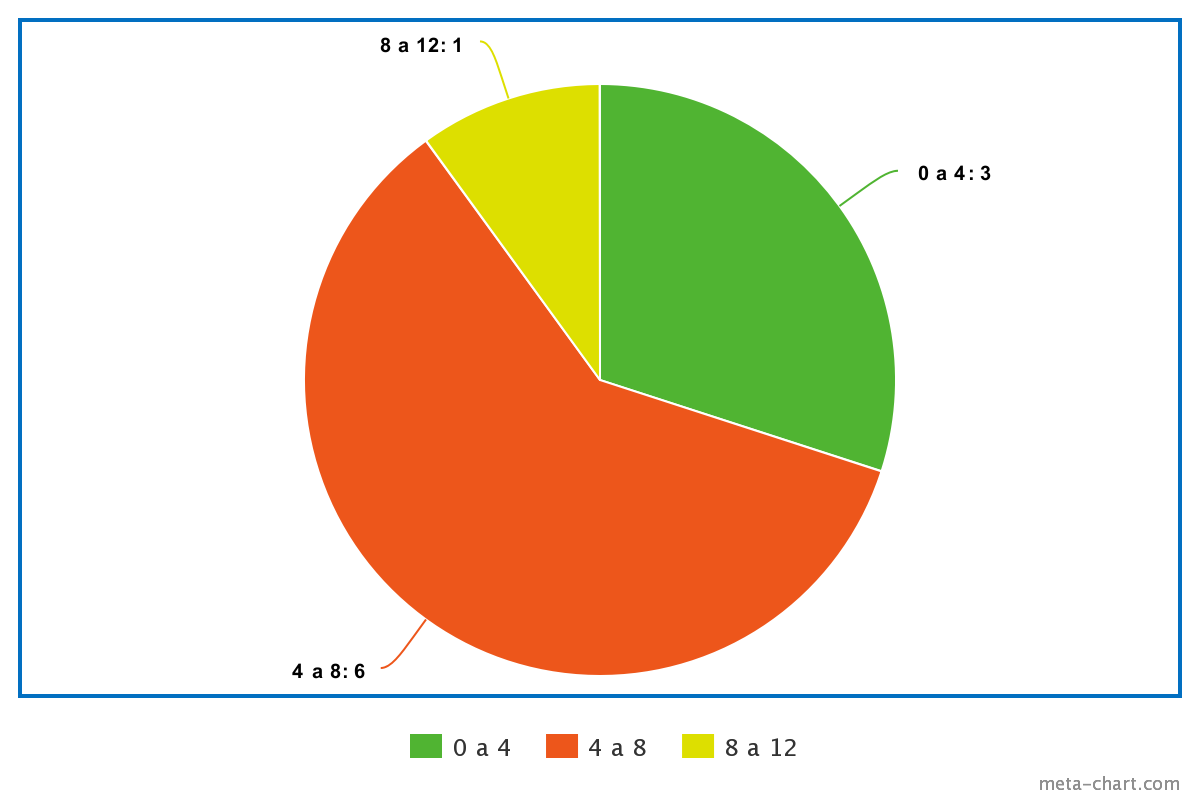 8 a 12: 1
0 a 4: 3
4 a 8: 6
0 a 4
4 a 8
8 a 12
meta-chart.com